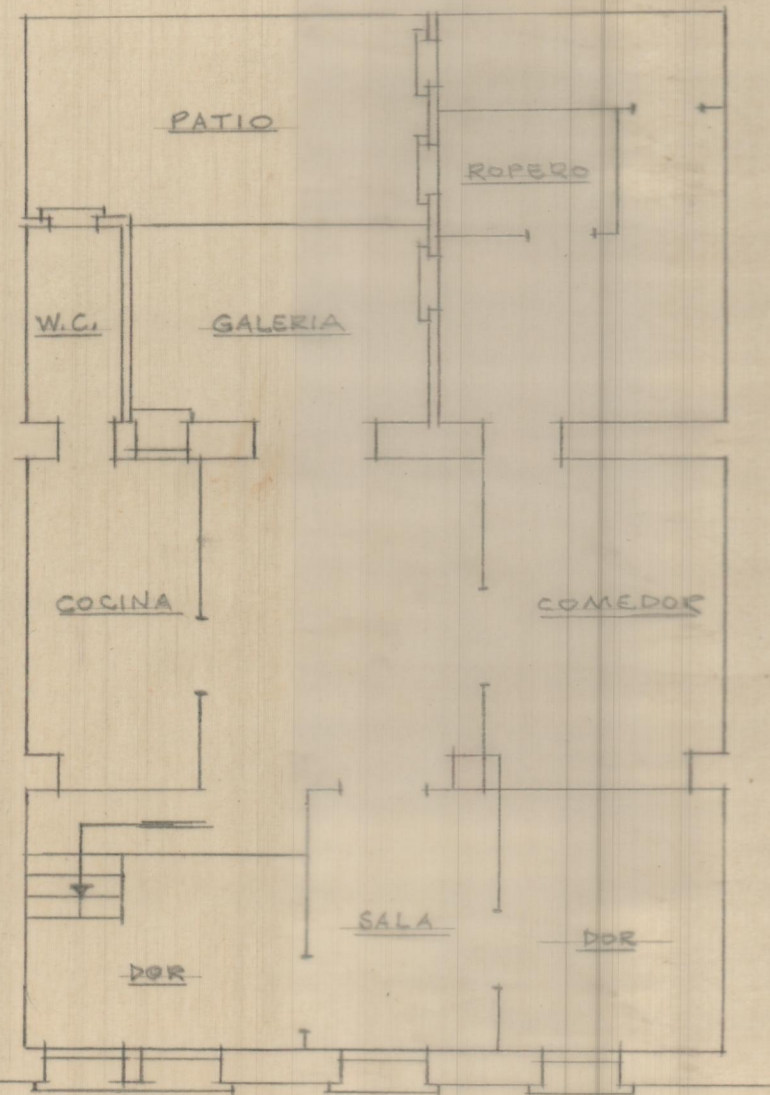 PATIO
ROPERO
W.C.
GALERIA
COCINA
COMEDOR
SALA
DOR
DOR